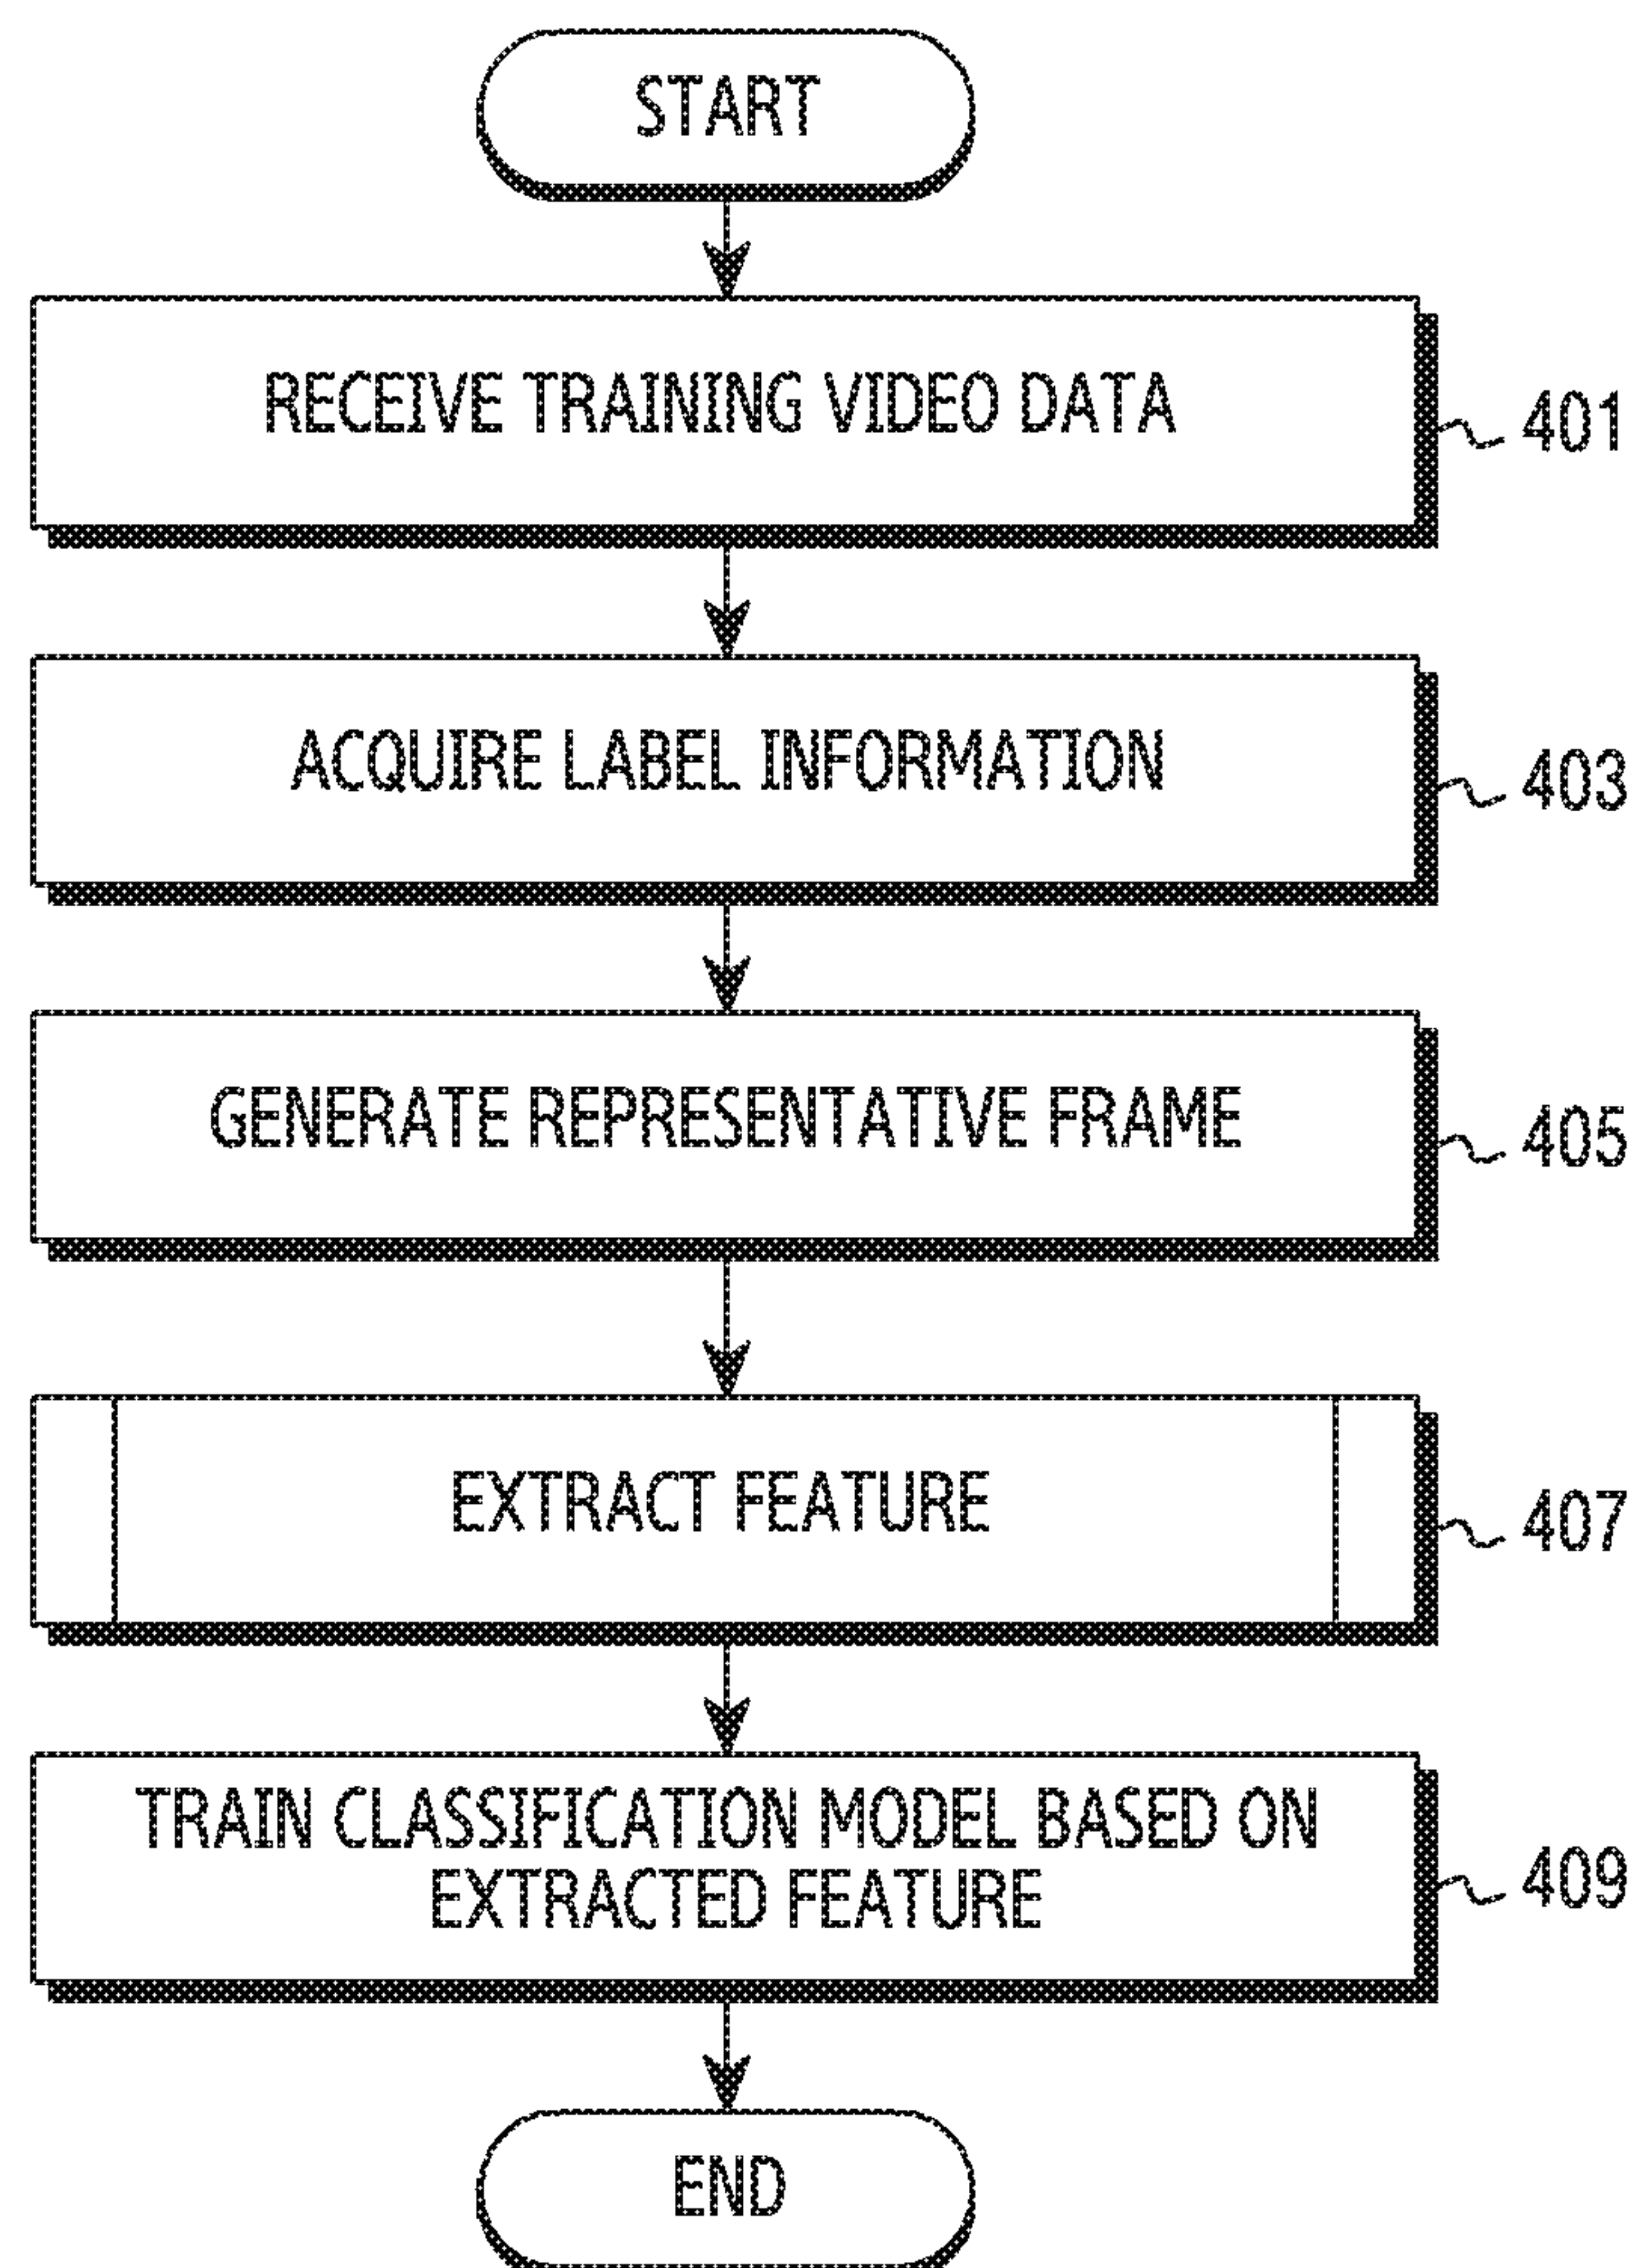 START
RECEIVE TRAINING VIDEO DATA
401
ACQUIRE LABEL INFORMATION
403
GENERATE REPRESENTATIVE FRAME
405
EXTRACT FEATURE
407
TRAIN CLASSIFICATION MODEL BASED ON
EXTRACTED FEATURE
409
END